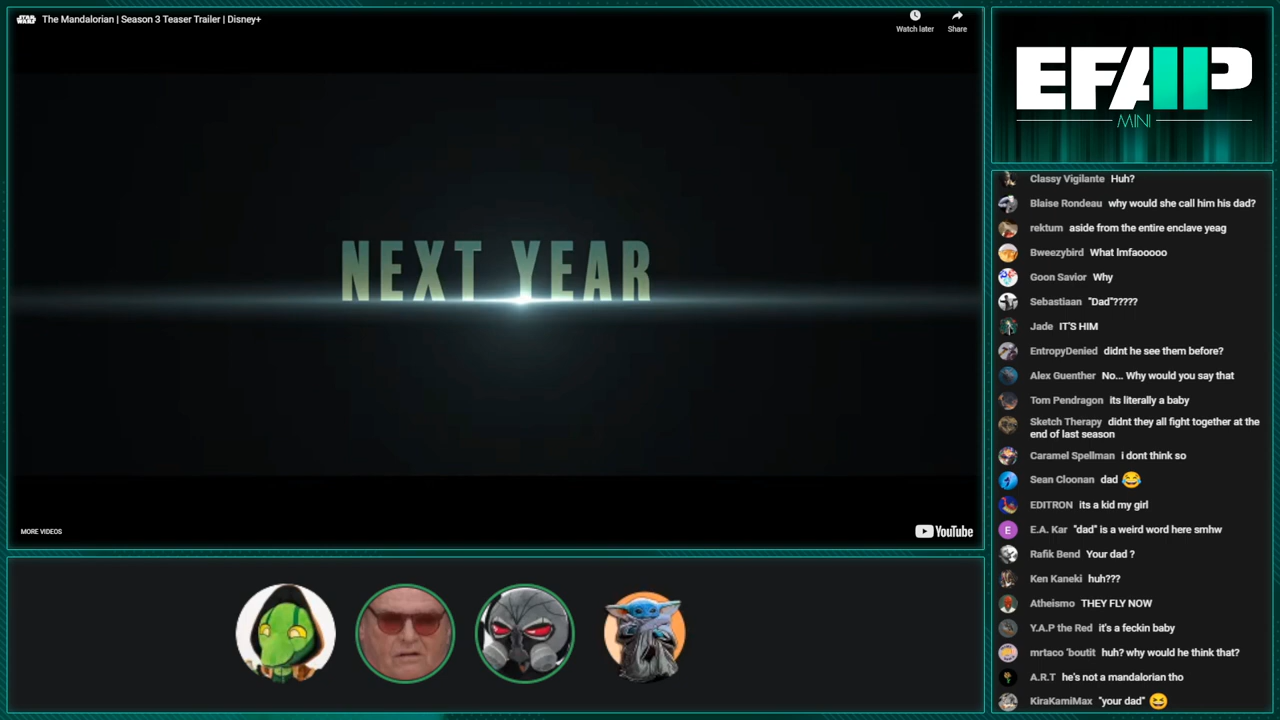 The Mandalorian | Season 3 Teaser Trailer | Disney+
Watch later
Share
NEXT YEAR
MORE VIDEOS
YouTube
EFAP
MINI
Classy Vigilante Huh?
Blaise Rondeau why would she call him his dad?
rektum aside from the entire enclave yeag
Bweezybird What lmfaooooo
Goon Savior Why
Sebastiaan "Dad"?????
Jade IT'S HIM
EntropyDenied didnt he see them before?
Alex Guenther No... Why would you say that
Tom Pendragon its literally a baby
Sketch Therapy didnt they all fight together at the
end of last season
Caramel Spellman i dont think so
Sean Cloonan dad 😂
EDITRON its a kid my girl
E
E.A. Kar "dad" is a weird word here smhw
Rafik Bend Your dad ?
Ken Kaneki huh???
Atheismo THEY FLY NOW
Y.A.P the Red it's a feckin baby
mrtaco 'boutit huh? why would he think that?
A.R.T he's not a mandalorian tho
KiraKamiMax "your dad" 😆